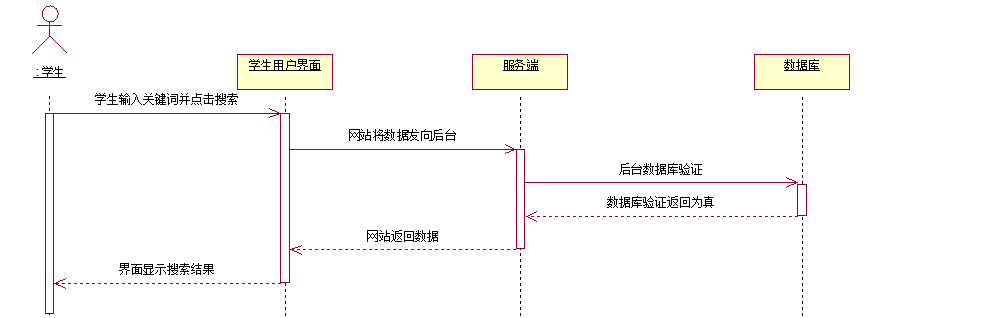 :学生
学生用户界面
服务端
数据库
学生输入关键词并点击搜索
网站将数据发向后台
后台数据库验证
数据库验证返回为真
网站返回数据
界面显示搜索结果